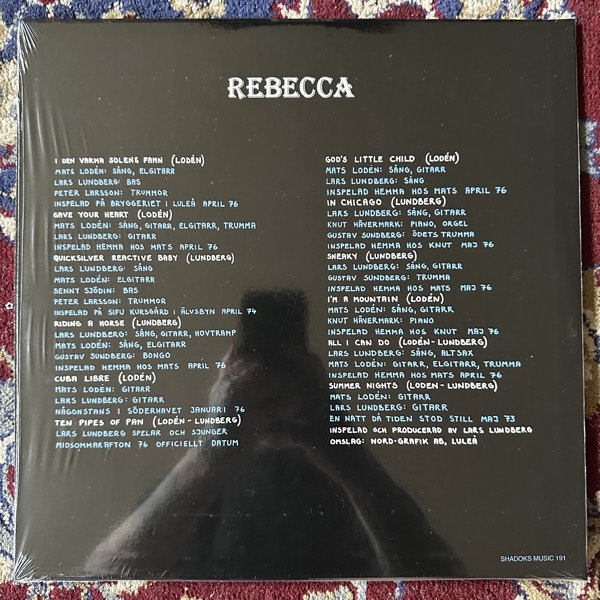 REBECCA
I DEN VARMA SOLENS FAMN (LODÉN)
MATS LODÉN: SÅNG, ELGITARR
LARS LUNDBERG: BAS
PETER LARSSON: TRUMMOR
INSPELAD PÅ BRYGGERIET I LULEÅ APRIL 76
GAVE YOUR HEART (LODÉN)
MATS LODÉN: SÅNG, GITARR, ELGITARR, TRUMMA
LARS LUNDBERG: GITARR
INSPELAD HEMMA HOS MATS APRIL 76
QUICKSILVER REACTIVE BABY (LUNDBERG)
LARS LUNDBERG: SÅNG
MATS LODÉN: ELGITARR
BENNY SJÖDIN: BAS
PETER LARSSON: TRUMMOR
INSPELAD PÅ SIFU KURSGÅRD I ÄLVSBYN APRIL 74
RIDING A HORSE (LUNDBERG)
LARS LUNDBERG: SÅNG, GITARR, HOVTRAMP
MATS LODÉN: SÅNG, ELGITARR
GUSTAV SUNDBERG: BONGO
INSPELAD HEMMA HOS MATS APRIL 76
CUBA LIBRE (LODÉN)
MATS LODÉN: GITARR
LARS LUNDBERG: GITARR
NÅGONSTANS I SÖDERHAVET JANUARI 76
TEN PIPES OF PAN (LODÉN-LUNDBERG)
LARS LUNDBERG SPELAR OCH SJUNGER
MIDSOMMARAFTON 76 OFFICIELLT DATUM
GOD'S LITTLE CHILD (LODÉN)
MATS LODÉN: SÅNG, GITARR
LARS LUNDBERG: SÅNG
INSPELAD HEMMA HOS MATS APRIL 76
IN CHICAGO (LUNDBERG)
LARS LUNDBERG: SÅNG, GITARR
KNUT HÄVERMARK: PIANO, ORGEL
GUSTAV SUNDBERG: ÖDETS TRUMMA
INSPELAD HEMMA HOS KNUT MAJ 76
SNEAKY (LUNDBERG)
LARS LUNDBERG: SÅNG, GITARR
GUSTAV SUNDBERG: TRUMMA
INSPELAD HEMMA HOS MATS MAJ 76
I'M A MOUNTAIN (LODÉN)
MATS LODÉN: SÅNG, GITARR
KNUT HÄVERMARK: PIANO
INSPELAD HEMMA HOS KNUT MAJ 76
ALL I CAN DO (LODÉN-LUNDBERG)
LARS LUNDBERG: SÅNG, ALTSAX
MATS LODÉN: GITARR, ELGITARR, TRUMMA
INSPELAD HEMMA HOS MATS APRIL 76
SUMMER NIGHTS (LODEN-LUNDBERG)
MATS LODÉN: GITARR
LARS LUNDBERG: GITARR
EN NATT DÅ TIDEN STOD STILL MAJ 73
INSPELAD OCH PRODUCERAD AV LARS LUNDBERG
OMSLAG: NORD-GRAFIK AB, LULEÅ
SHADOKS MUSIC 191